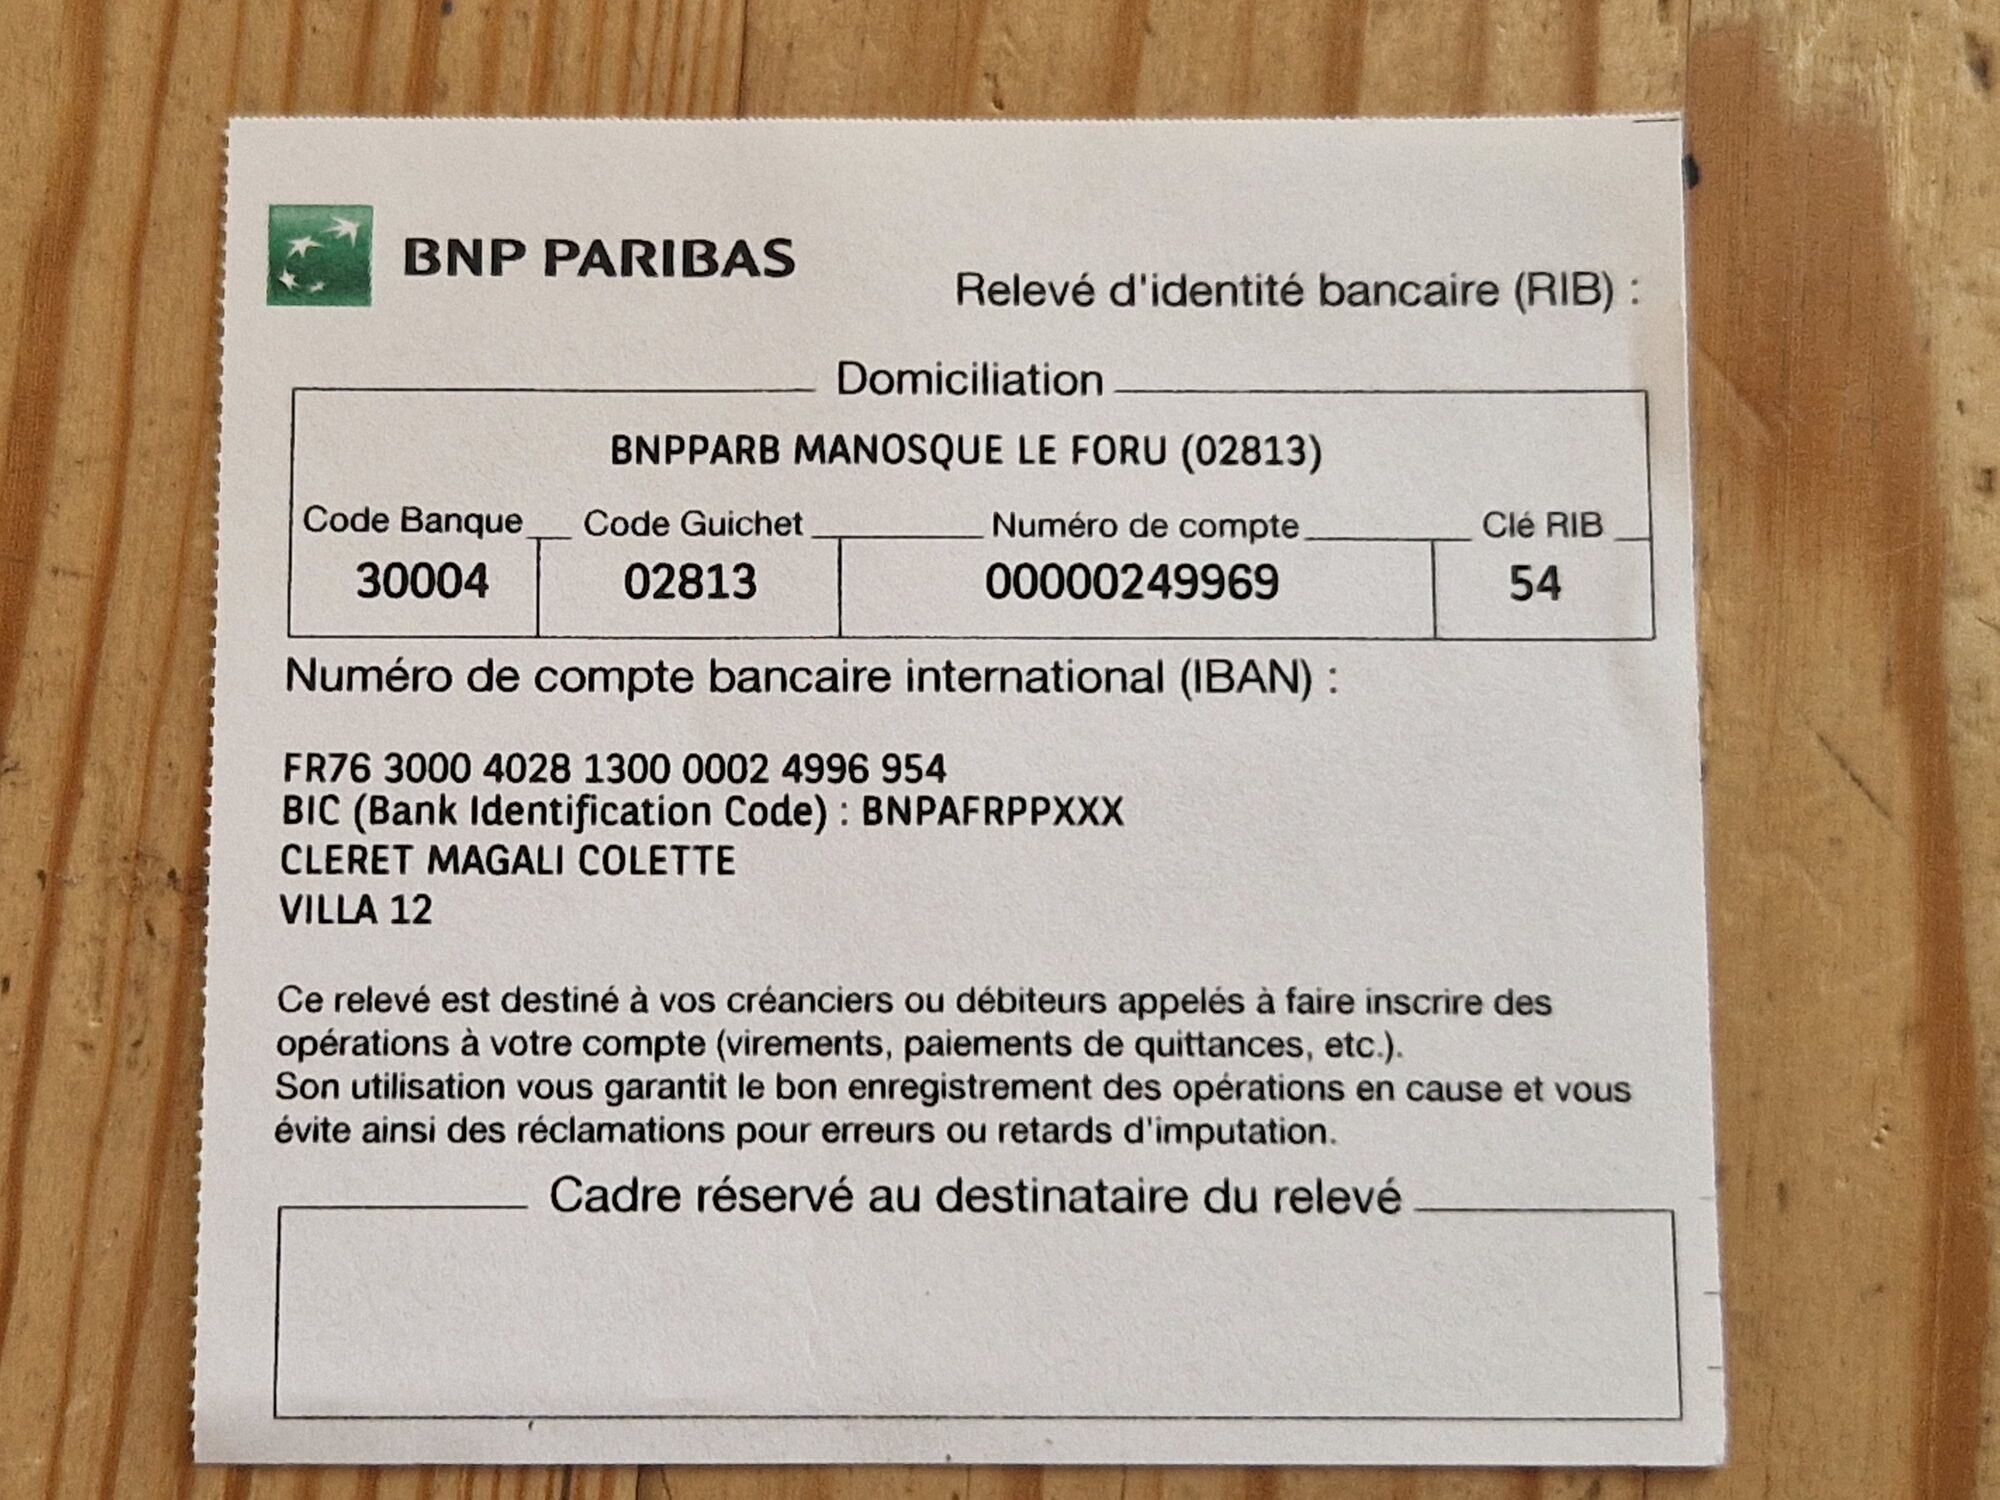 BNP PARIBAS
Relevé d'identité bancaire (RIB) :
Domiciliation
BNPPARB MANOSQUE LE FORU (02813)
Code Banque Code Guichet Numéro de compte Clé RIB
30004 02813 00000249969 54
Numéro de compte bancaire international (IBAN) :
FR76 3000 4028 1300 0002 4996 954
BIC (Bank Identification Code) : BNPAFRPPXXX
CLERET MAGALI COLETTE
VILLA 12
Ce relevé est destiné à vos créanciers ou débiteurs appelés à faire inscrire des
opérations à votre compte (virements, paiements de quittances, etc.).
Son utilisation vous garantit le bon enregistrement des opérations en cause et vous
évite ainsi des réclamations pour erreurs ou retards d'imputation.
Cadre réservé au destinataire du relevé